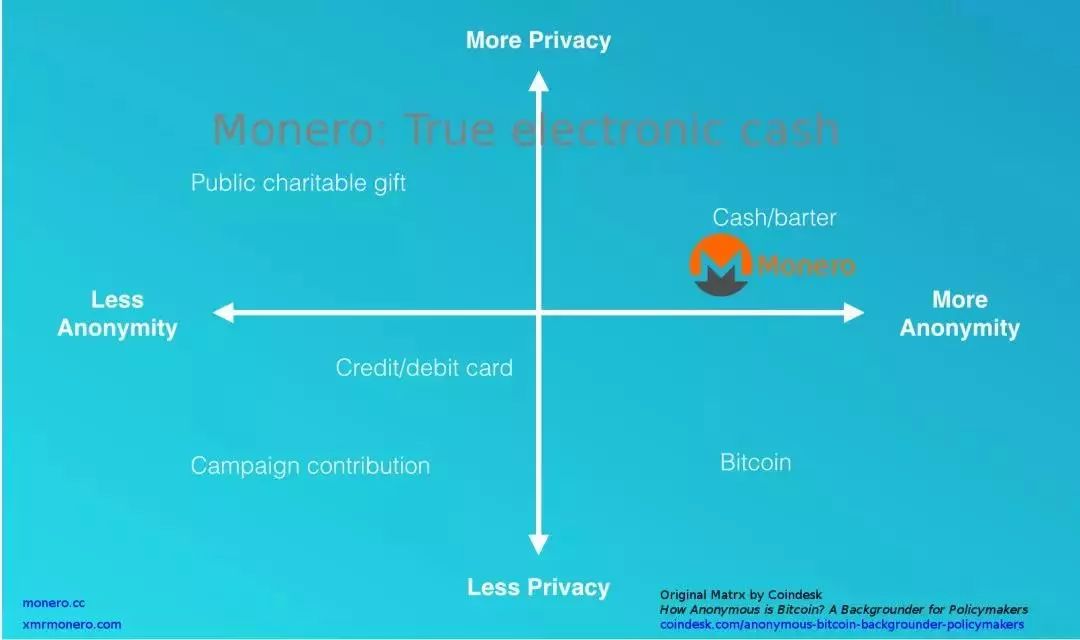 More Privacy
Monero: True electronic cash
Public charitable gift
Cash/barter
Monero
Less
Anonymity
More
Anonymity
Credit/debit card
Campaign contribution
Bitcoin
Less Privacy
monero.cc
xmrmonero.com
Original Matrx by Coindesk
How Anonymous is Bitcoin? A Backgrounder for Policymakers
coindesk.com/anonymous-bitcoin-backgrounder-policymakers